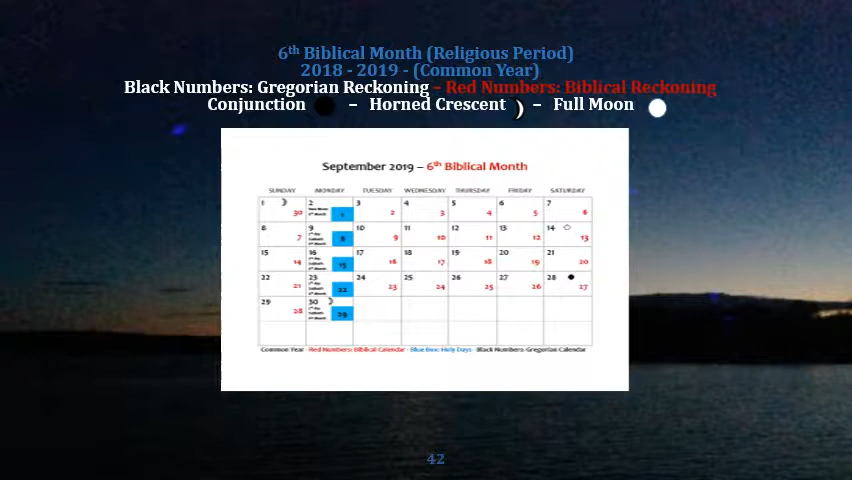 6th Biblical Month (Religious Period)
2018 - 2019 - (Common Year)
Black Numbers: Gregorian Reckoning – Red Numbers: Biblical Reckoning
Conjunction – Horned Crescent – Full Moon
September 2019 – 6th Biblical Month
SUNDAY MONDAY TUESDAY WEDNESDAY THURSDAY FRIDAY SATURDAY
1 2 3 4 5 6 7
30 1 2 3 4 5 6
8 9 10 11 12 13 14
7 8 9 10 11 12 13
15 16 17 18 19 20 21
14 15 16 17 18 19 20
22 23 24 25 26 27 28
21 22 23 24 25 26 27
29 30
28 29
Common Year - Red Numbers: Biblical Calendar - Blue Box: Holy Days - Black Numbers: Gregorian Calendar
42